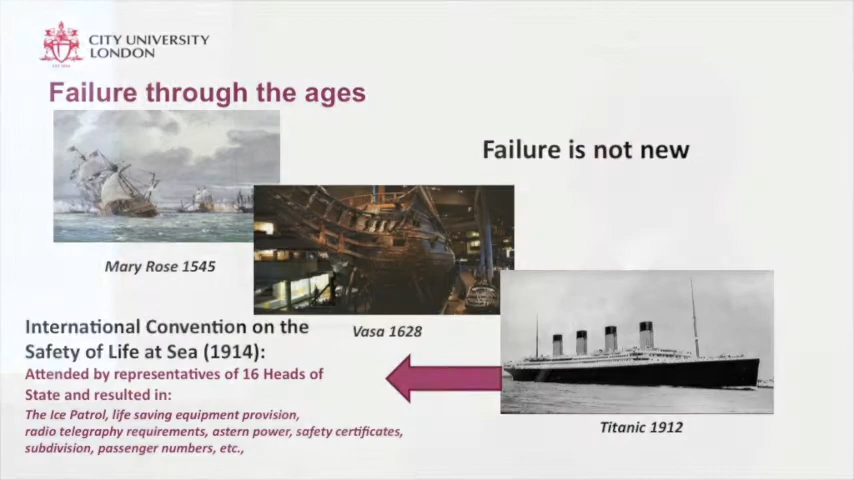 CITY UNIVERSITY
LONDON
Failure through the ages
Failure is not new
Mary Rose 1545
Vasa 1628
Titanic 1912
International Convention on the
Safety of Life at Sea (1914):
Attended by representatives of 16 Heads of
State and resulted in:
The Ice Patrol, life saving equipment provision,
radio telegraphy requirements, astern power, safety certificates,
subdivision, passenger numbers, etc.,